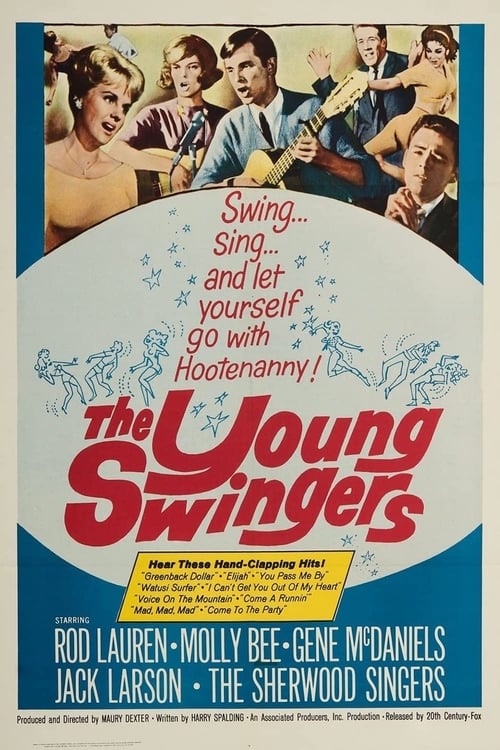 Swing...
sing...
and let
yourself
go with
Hootenanny!
The Young
Swingers
Hear These Hand-Clapping Hits!
"Greenback Dollar" • "Elijah" • "You Pass Me By"
"Watusi Surfer" • "I Can't Get You Out Of My Heart"
"Voice On The Mountain" • "Come A Runnin'"
"Mad, Mad, Mad" • "Come To The Party"
STARRING
ROD LAUREN • MOLLY BEE • GENE McDANIELS
JACK LARSON • THE SHERWOOD SINGERS
Produced and Directed by MAURY DEXTER • Written by HARRY SPALDING • An Associated Producers, Inc. Production • Released by 20th Century-Fox